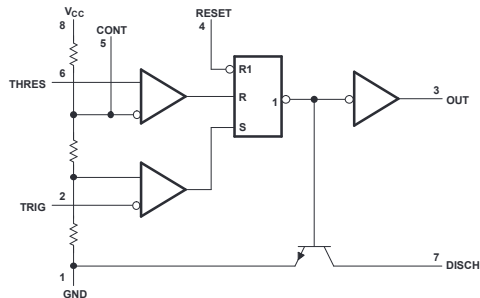 VCC
8
CONT
5
RESET
4
THRES
6
R1
R
1
S
3
OUT
TRIG
2
7
DISCH
1
GND